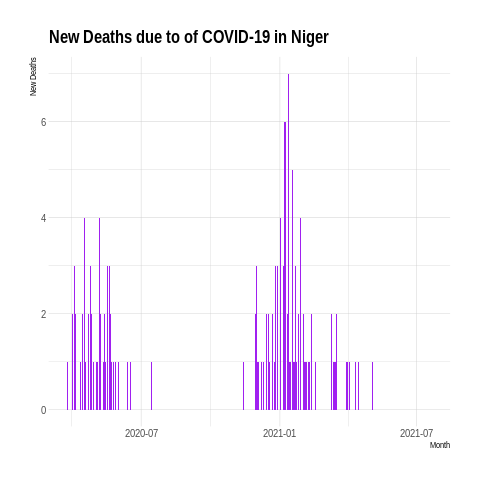 New Deaths due to of COVID-19 in Niger
New Deaths
6
4
2
0
2020-07 2021-01 2021-07
Month